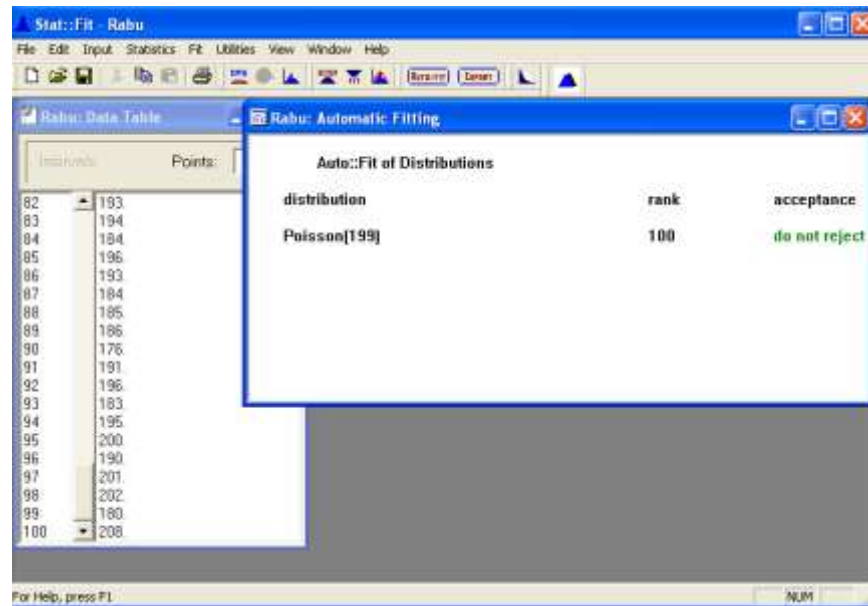 Stat::Fit - Rabu
File Edit Input Statistics Fit Utilities View Window Help
Rabu: Data Table
Intervals: Points:
82 193.
83 194.
84 184.
85 196.
86 193.
87 184.
88 185.
89 186.
90 176.
91 191.
92 196.
93 183.
94 195.
95 200.
96 190.
97 201.
98 202.
99 180.
100 208.
Rabu: Automatic Fitting
Auto::Fit of Distributions
distribution rank acceptance
Poisson(199) 100 do not reject
For Help, press F1
NUM